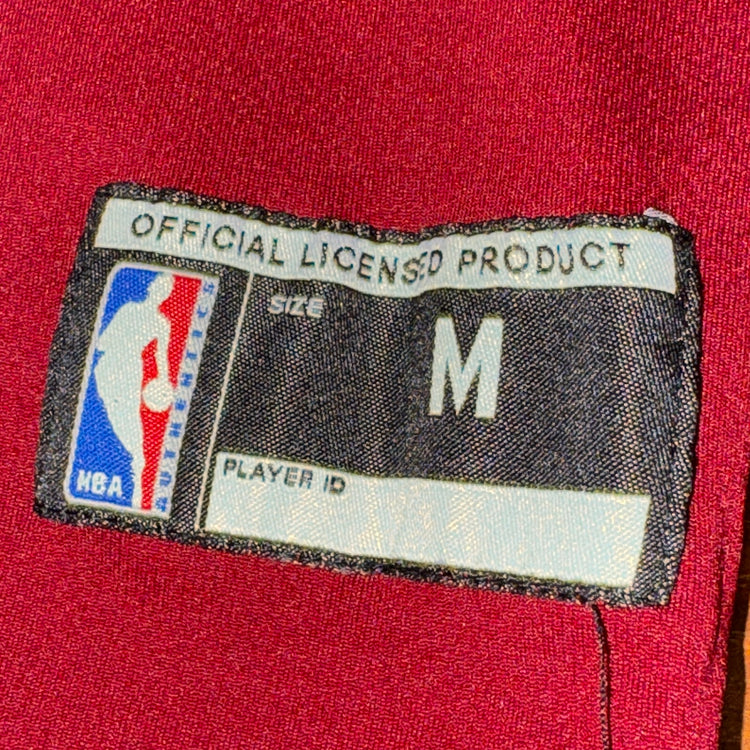 OFFICIAL LICENSED PRODUCT
SIZE
M
NBA
AUTHENTICS
PLAYER ID